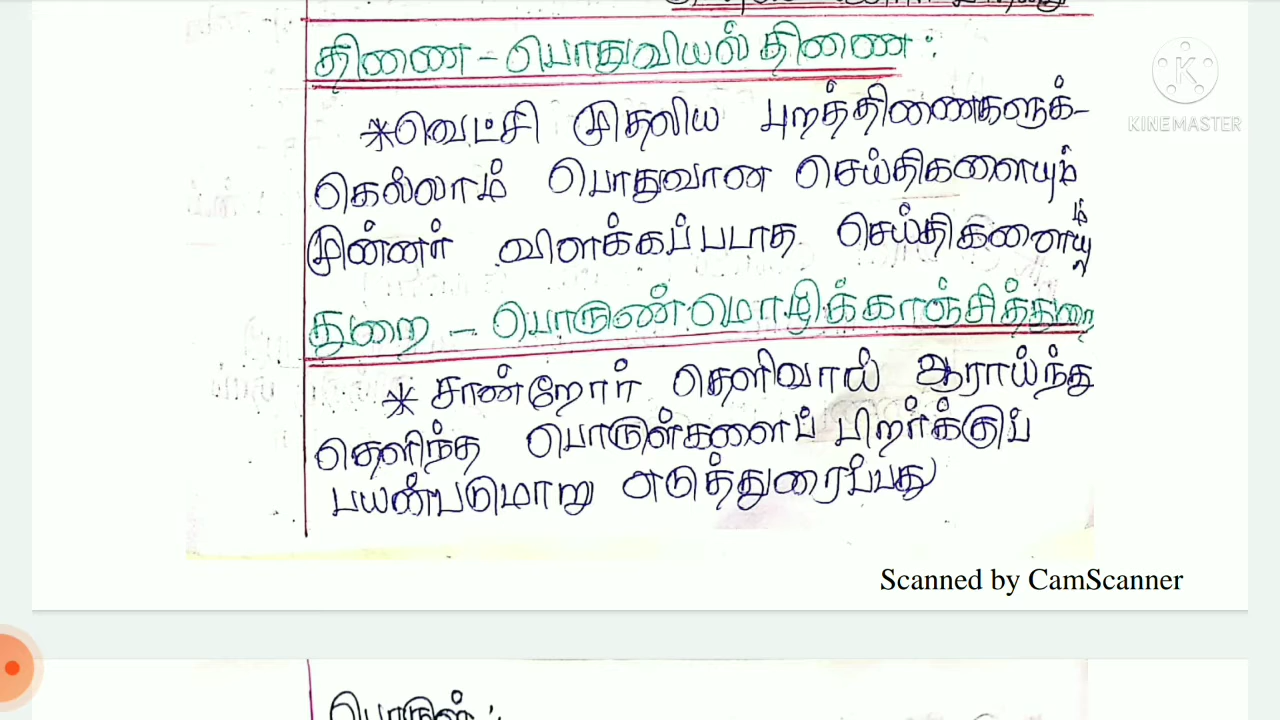 திணை - பொதுவியல் திணை :
KINEMASTER
*வெட்சி முதலிய புறத்திணைகளுக்-
கெல்லாம் பொதுவான செய்திகளையும்
முன்னர் விளக்கப்படாத செய்திகளையும்
துறை - பொருண்மொழிக்காஞ்சித்துறை
* சான்றோர் தெளிவாய் ஆராய்ந்து
தெளிந்த பொருள்களைப் பிறர்க்குப்
பயண்படுமாறு எடுத்துரைப்பது
Scanned by CamScanner
பொருள் :